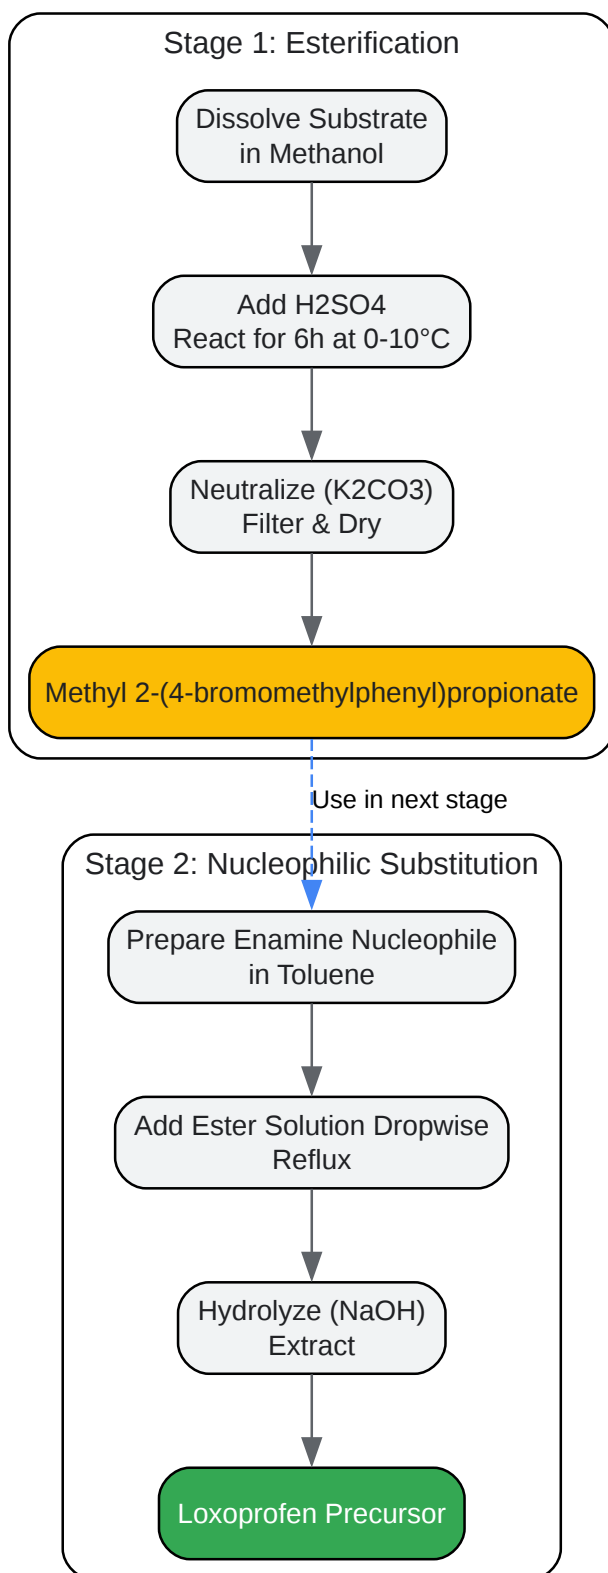 Stage 1: Esterification
Dissolve Substrate
in Methanol
Add H2SO4
React for 6h at 0-10°C
Neutralize (K2CO3)
Filter & Dry
Methyl 2-(4-bromomethylphenyl)propionate
Use in next stage
Stage 2: Nucleophilic Substitution
Prepare Enamine Nucleophile
in Toluene
Add Ester Solution Dropwise
Reflux
Hydrolyze (NaOH)
Extract
Loxoprofen Precursor